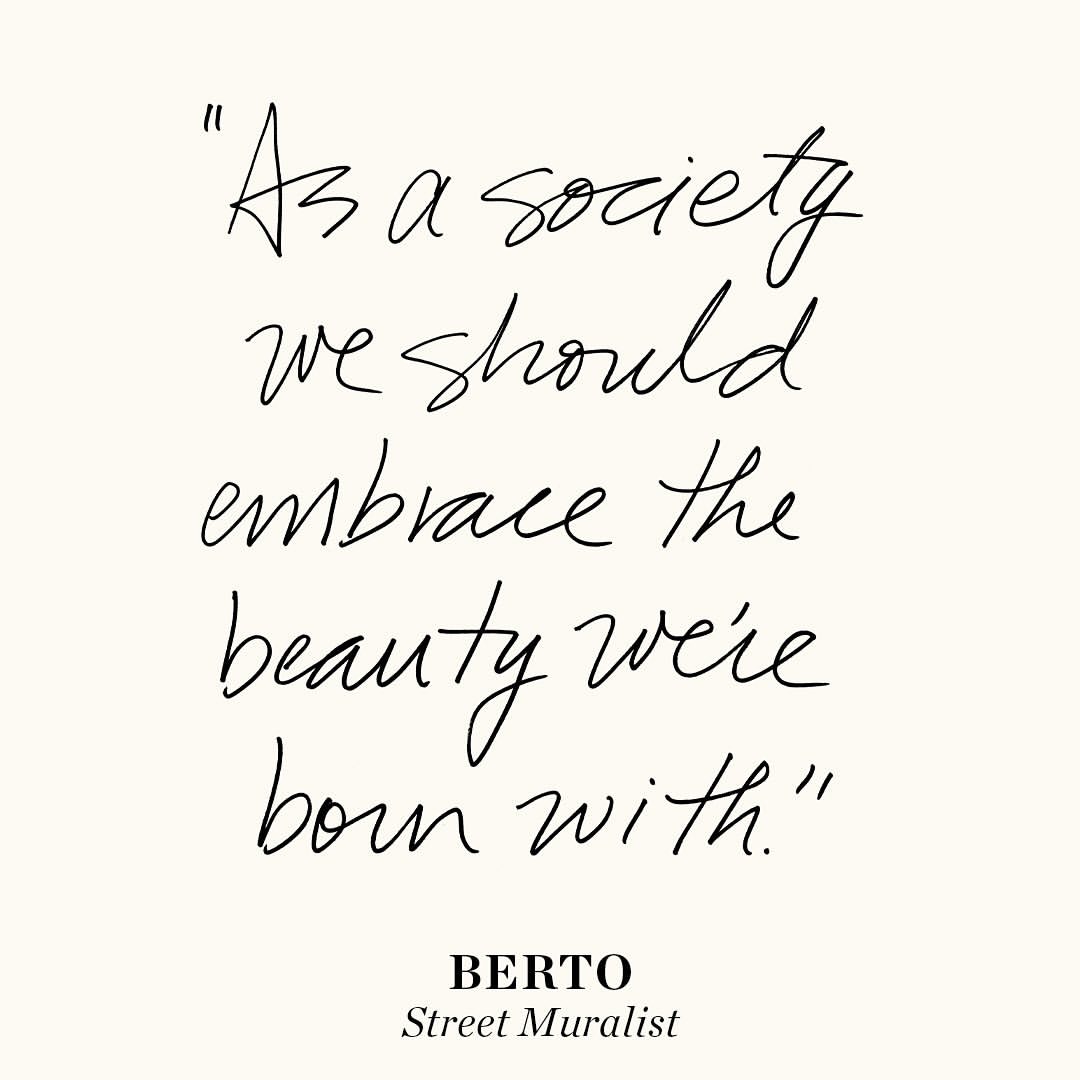 "As a society
we should
embrace the
beauty we're
born with."
BERTO
Street Muralist